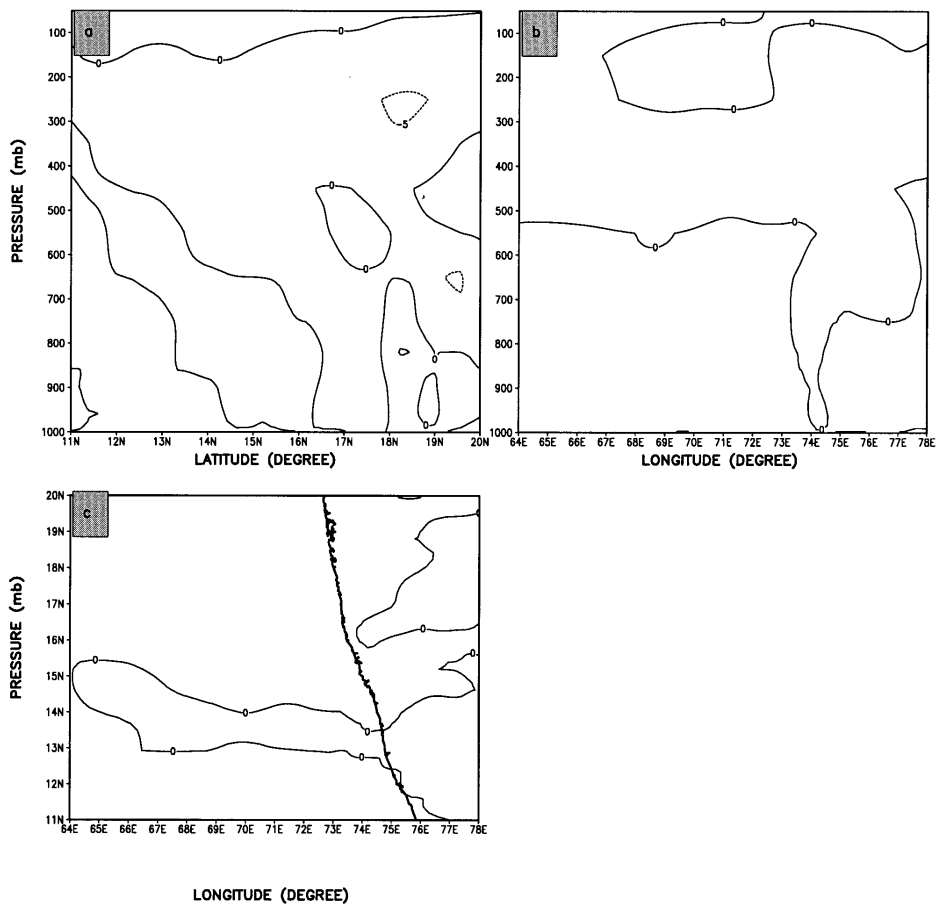 a
b
100
200
300
400
500
600
700
800
900
1000
PRESSURE (mb)
0
0
0
-5
0
0
0
0
11N 12N 13N 14N 15N 16N 17N 18N 19N 20N
LATITUDE (DEGREE)
100
200
300
400
500
600
700
800
900
1000
0
0
0
0
0
0
0
64E 65E 66E 67E 68E 69E 70E 71E 72E 73E 74E 75E 76E 77E 78E
LONGITUDE (DEGREE)
c
20N
19N
18N
17N
16N
15N
14N
13N
12N
11N
PRESSURE (mb)
0
0
0
0
0
0
0
0
64E 65E 66E 67E 68E 69E 70E 71E 72E 73E 74E 75E 76E 77E 78E
LONGITUDE (DEGREE)